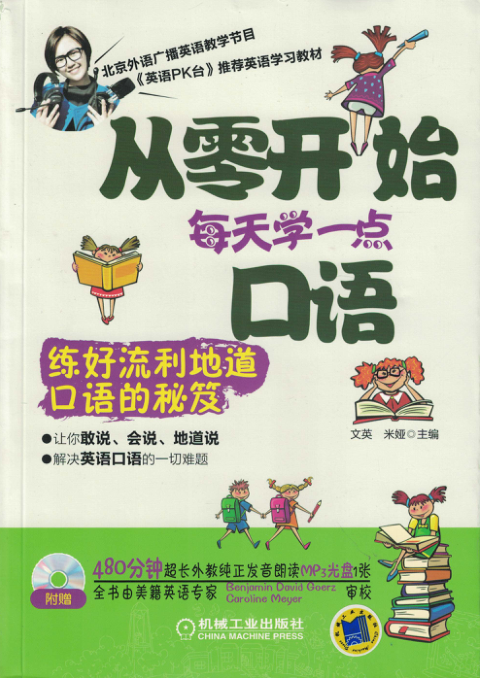 北京外语广播英语教学节目
《英语PK台》推荐英语学习教材
从零开始
每天学一点
口语
练好流利地道
口语的秘笈
●让你敢说、会说、地道说
●解决英语口语的一切难题
文英 米娅◎主编
480分钟超长外教纯正发音朗读MP3光盘1张
全书由美籍英语专家 Benjamin David Goerz Caroline Meyer 审校
附赠
机械工业出版社
CHINA MACHINE PRESS